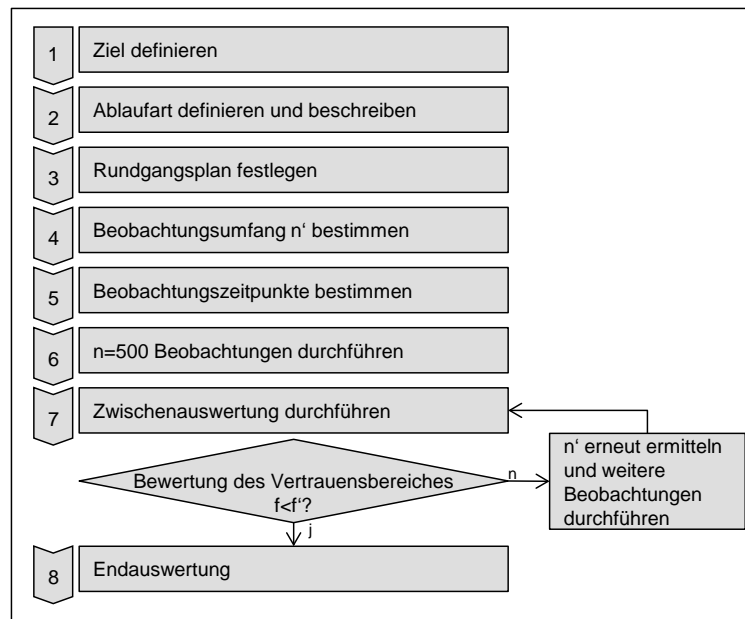 1 Ziel definieren
2 Ablaufart definieren und beschreiben
3 Rundgangsplan festlegen
4 Beobachtungsumfang n‘ bestimmen
5 Beobachtungszeitpunkte bestimmen
6 n=500 Beobachtungen durchführen
7 Zwischenauswertung durchführen
Bewertung des Vertrauensbereiches
f<f‘?
n
n‘ erneut ermitteln
und weitere
Beobachtungen
durchführen
j
8 Endauswertung